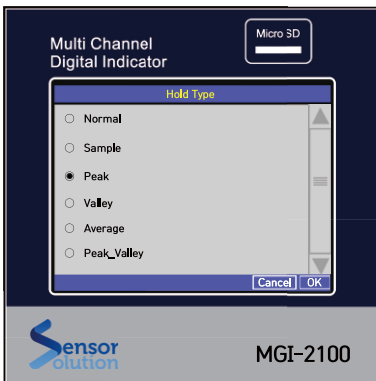 Micro SD
Multi Channel
Digital Indicator
Hold Type
Normal
Sample
Peak
Valley
Average
Peak_Valley
Cancel OK
Sensor
Solution
MGI-2100